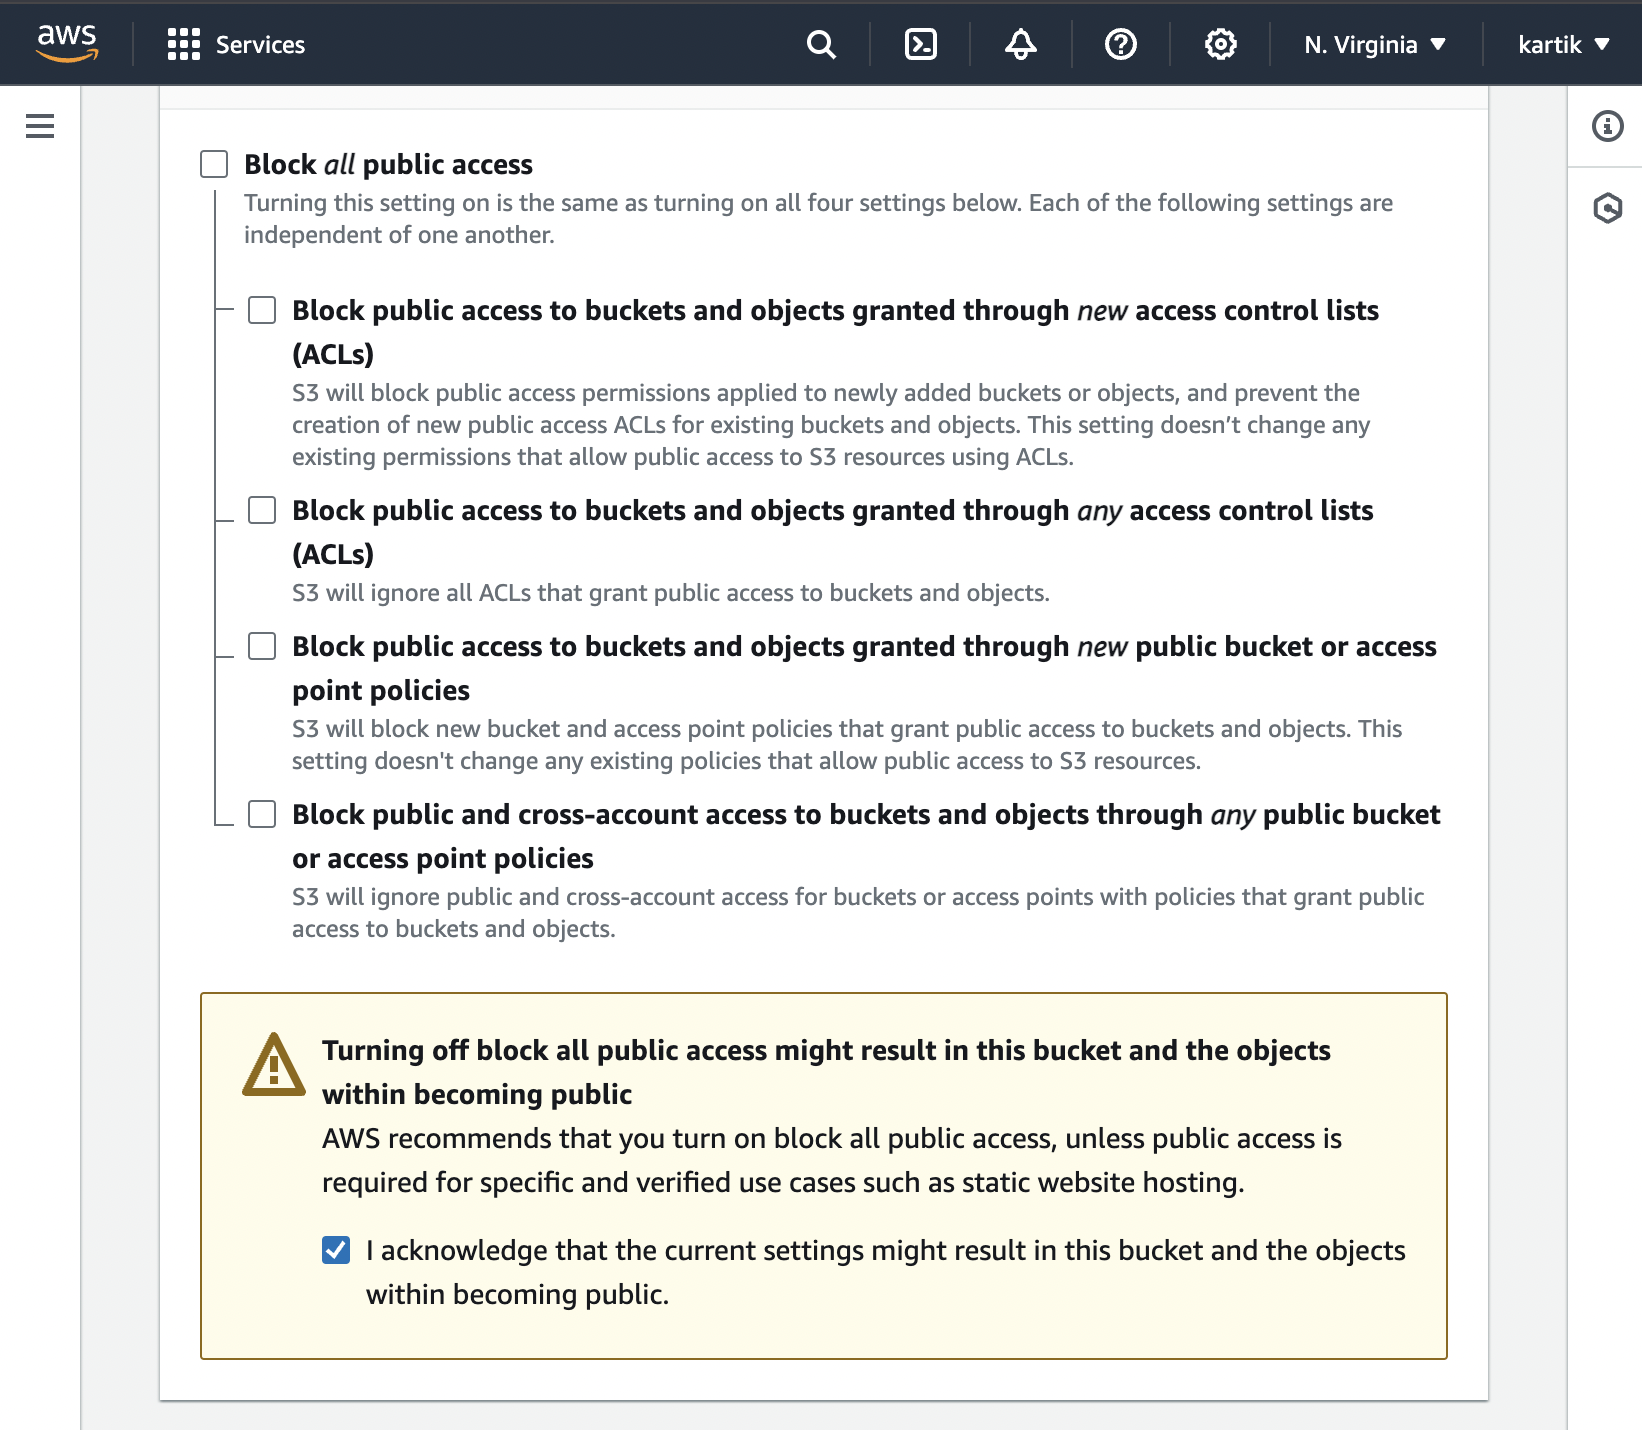 aws
Services
N. Virginia
kartik
Block all public access
Turning this setting on is the same as turning on all four settings below. Each of the following settings are
independent of one another.
Block public access to buckets and objects granted through new access control lists
(ACLs)
S3 will block public access permissions applied to newly added buckets or objects, and prevent the
creation of new public access ACLs for existing buckets and objects. This setting doesn’t change any
existing permissions that allow public access to S3 resources using ACLs.
Block public access to buckets and objects granted through any access control lists
(ACLs)
S3 will ignore all ACLs that grant public access to buckets and objects.
Block public access to buckets and objects granted through new public bucket or access
point policies
S3 will block new bucket and access point policies that grant public access to buckets and objects. This
setting doesn't change any existing policies that allow public access to S3 resources.
Block public and cross-account access to buckets and objects through any public bucket
or access point policies
S3 will ignore public and cross-account access for buckets or access points with policies that grant public
access to buckets and objects.
Turning off block all public access might result in this bucket and the objects
within becoming public
AWS recommends that you turn on block all public access, unless public access is
required for specific and verified use cases such as static website hosting.
I acknowledge that the current settings might result in this bucket and the objects
within becoming public.